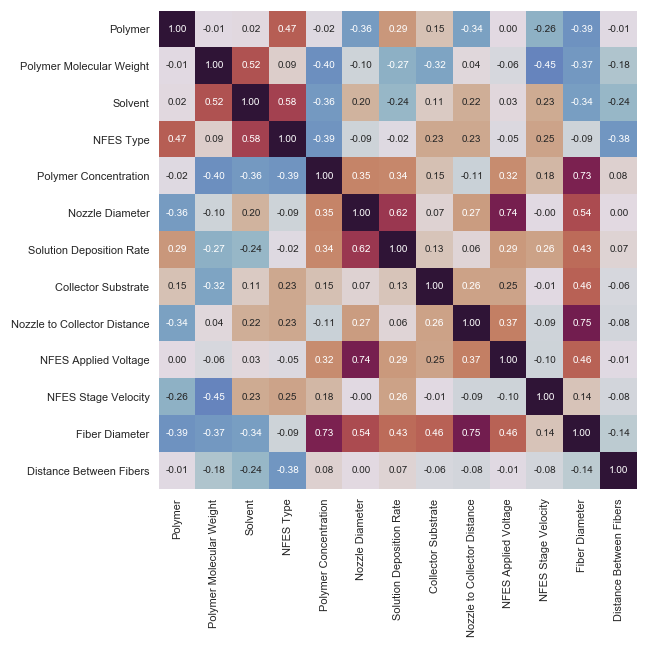 Polymer 1.00 -0.01 0.02 0.47 -0.02 -0.36 0.29 0.15 -0.34 0.00 -0.26 -0.39 -0.01
Polymer Molecular Weight -0.01 1.00 0.52 0.09 -0.40 -0.10 -0.27 -0.32 0.04 -0.06 -0.45 -0.37 -0.18
Solvent 0.02 0.52 1.00 0.58 -0.36 0.20 -0.24 0.11 0.22 0.03 0.23 -0.34 -0.24
NFES Type 0.47 0.09 0.58 1.00 -0.39 -0.09 -0.02 0.23 0.23 -0.05 0.25 -0.09 -0.38
Polymer Concentration -0.02 -0.40 -0.36 -0.39 1.00 0.35 0.34 0.15 -0.11 0.32 0.18 0.73 0.08
Nozzle Diameter -0.36 -0.10 0.20 -0.09 0.35 1.00 0.62 0.07 0.27 0.74 -0.00 0.54 0.00
Solution Deposition Rate 0.29 -0.27 -0.24 -0.02 0.34 0.62 1.00 0.13 0.06 0.29 0.26 0.43 0.07
Collector Substrate 0.15 -0.32 0.11 0.23 0.15 0.07 0.13 1.00 0.26 0.25 -0.01 0.46 -0.06
Nozzle to Collector Distance -0.34 0.04 0.22 0.23 -0.11 0.27 0.06 0.26 1.00 0.37 -0.09 0.75 -0.08
NFES Applied Voltage 0.00 -0.06 0.03 -0.05 0.32 0.74 0.29 0.25 0.37 1.00 -0.10 0.46 -0.01
NFES Stage Velocity -0.26 -0.45 0.23 0.25 0.18 -0.00 0.26 -0.01 -0.09 -0.10 1.00 0.14 -0.08
Fiber Diameter -0.39 -0.37 -0.34 -0.09 0.73 0.54 0.43 0.46 0.75 0.46 0.14 1.00 -0.14
Distance Between Fibers -0.01 -0.18 -0.24 -0.38 0.08 0.00 0.07 -0.06 -0.08 -0.01 -0.08 -0.14 1.00
Polymer
Polymer Molecular Weight
Solvent
NFES Type
Polymer Concentration
Nozzle Diameter
Solution Deposition Rate
Collector Substrate
Nozzle to Collector Distance
NFES Applied Voltage
NFES Stage Velocity
Fiber Diameter
Distance Between Fibers